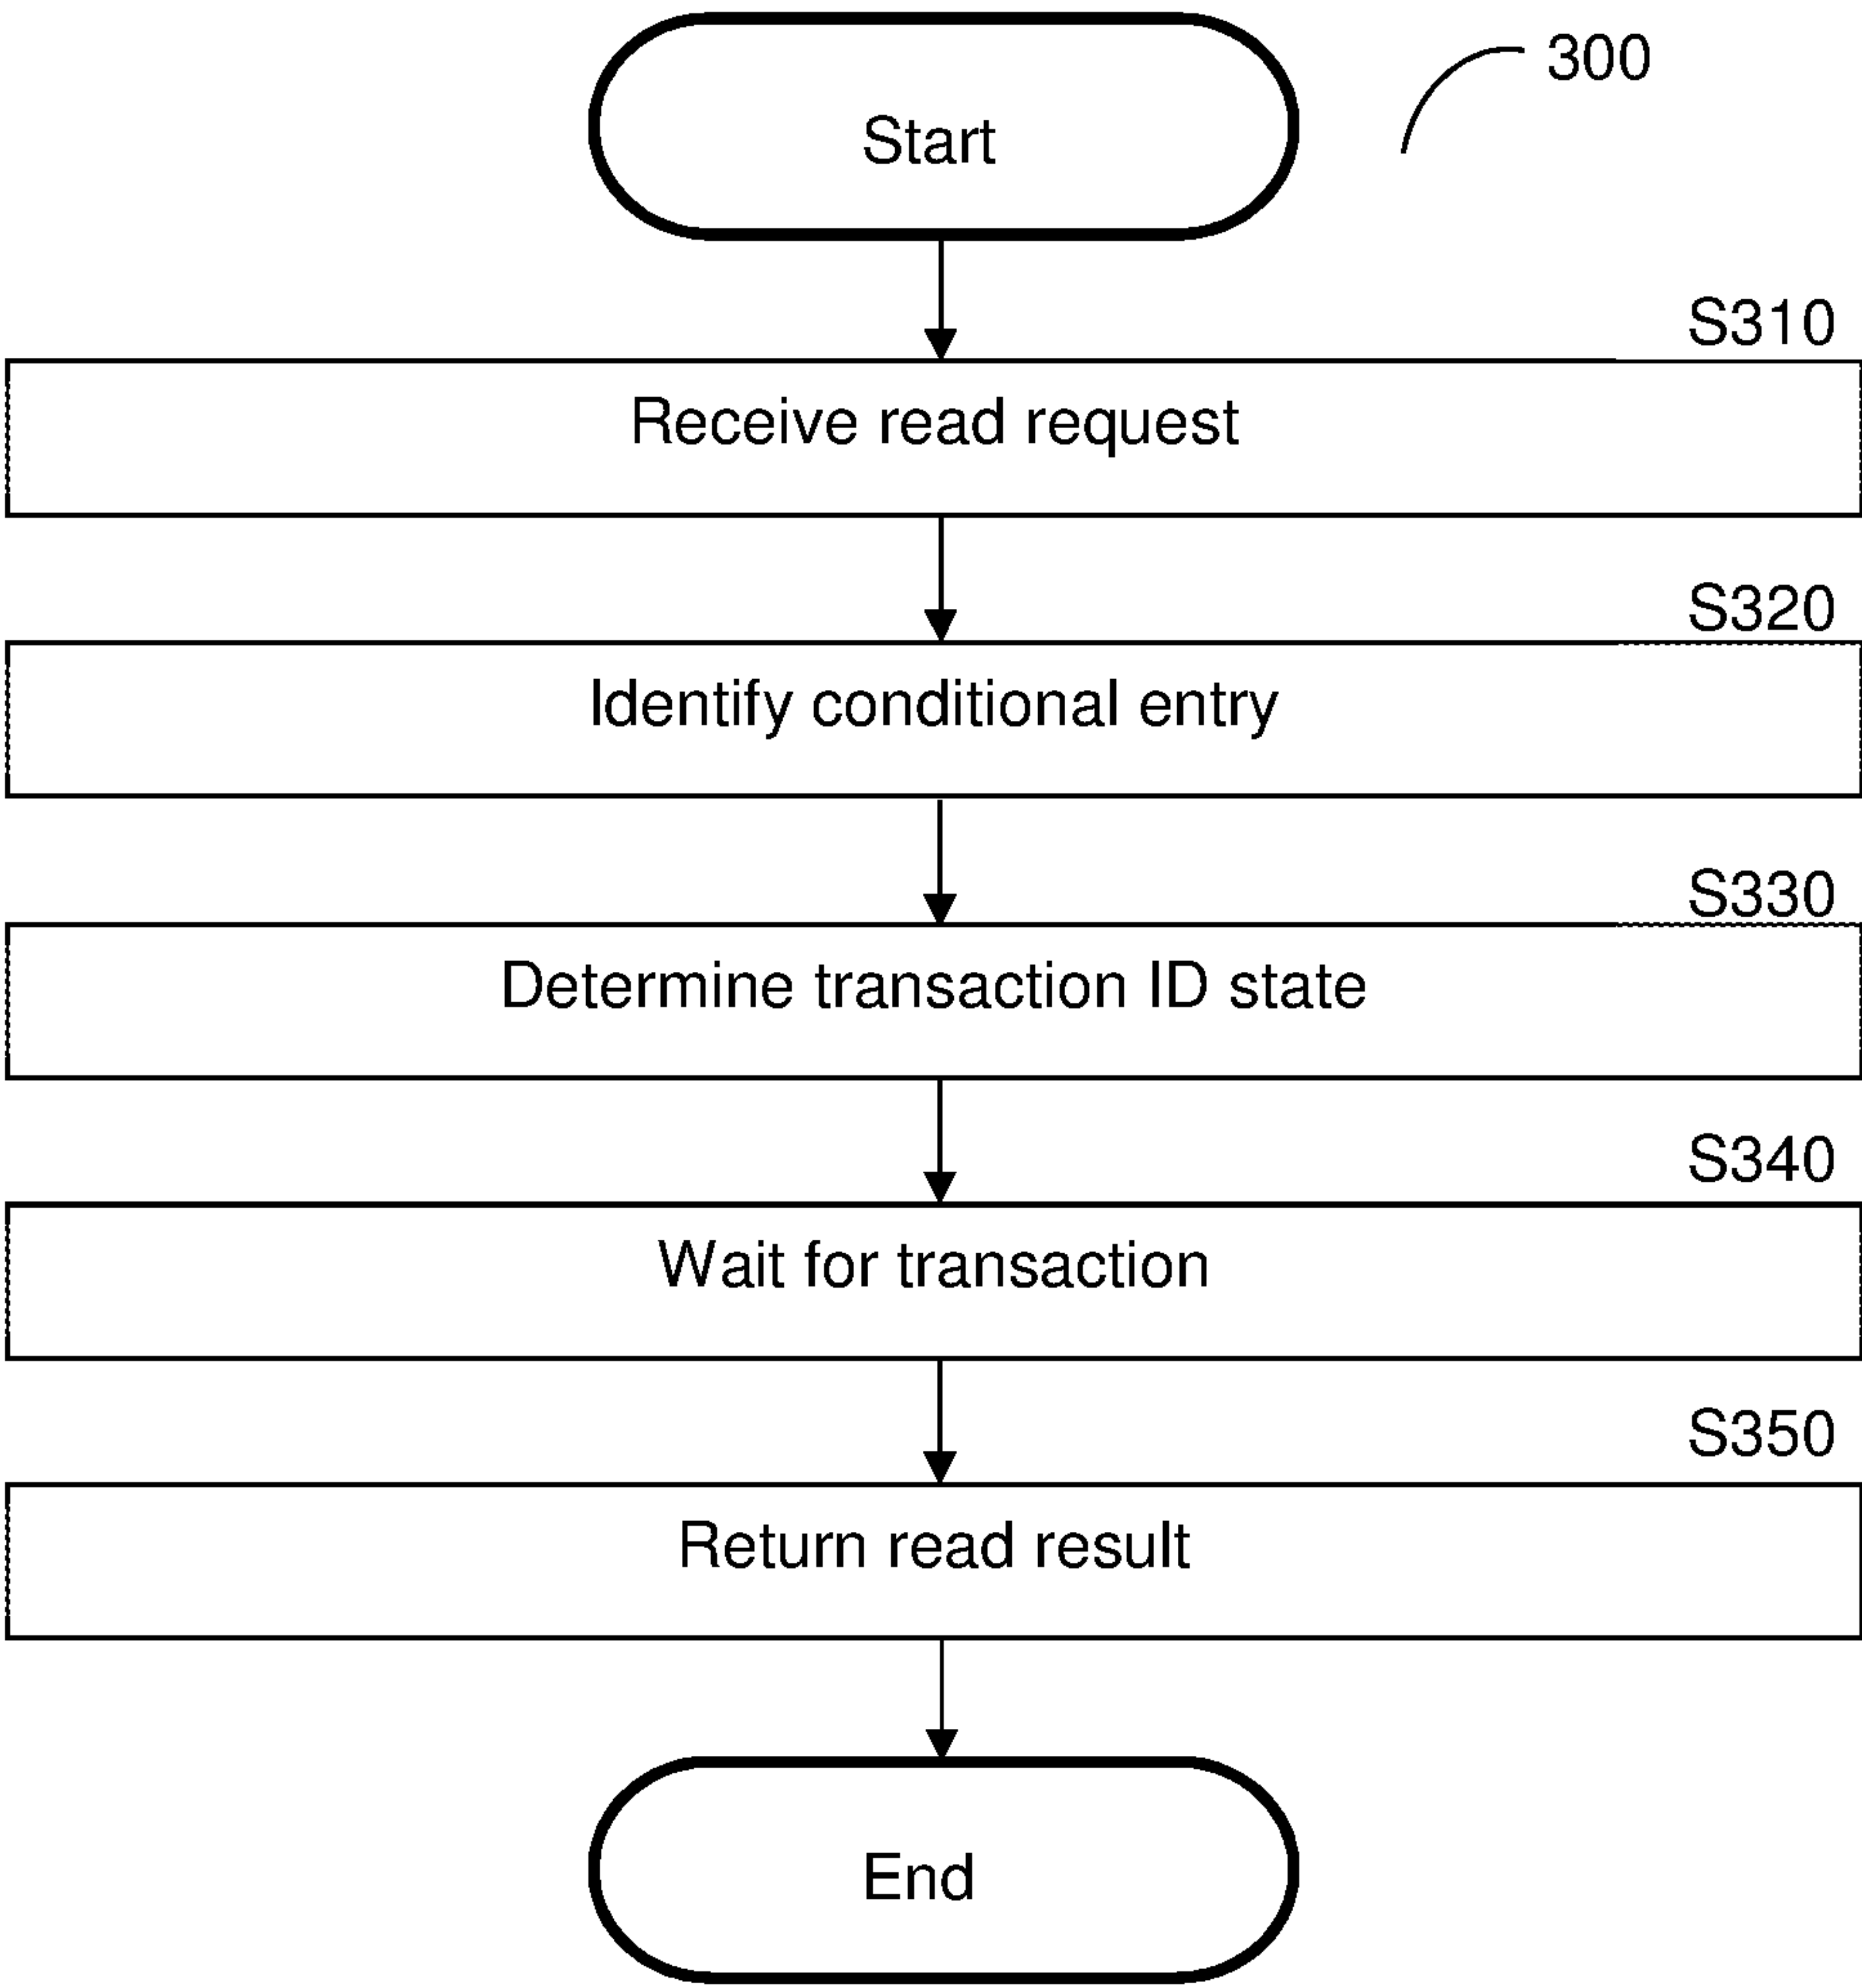 300
Start
S310
Receive read request
S320
Identify conditional entry
S330
Determine transaction ID state
S340
Wait for transaction
S350
Return read result
End